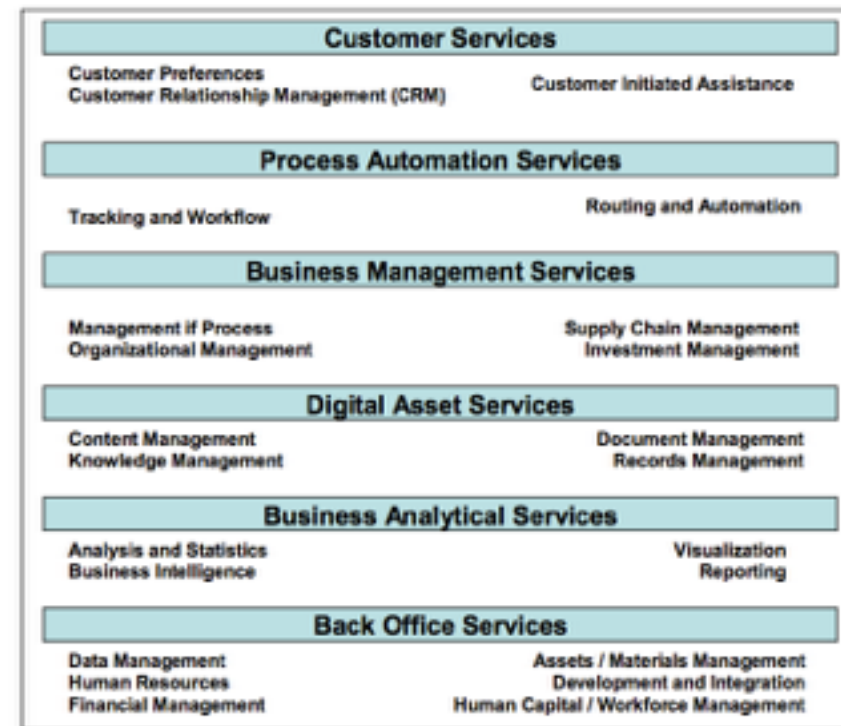 Customer Services
Customer Preferences
Customer Relationship Management (CRM)
Customer Initiated Assistance
Process Automation Services
Tracking and Workflow
Routing and Automation
Business Management Services
Management if Process
Organizational Management
Supply Chain Management
Investment Management
Digital Asset Services
Content Management
Knowledge Management
Document Management
Records Management
Business Analytical Services
Analysis and Statistics
Business Intelligence
Visualization
Reporting
Back Office Services
Data Management
Human Resources
Financial Management
Assets / Materials Management
Development and Integration
Human Capital / Workforce Management